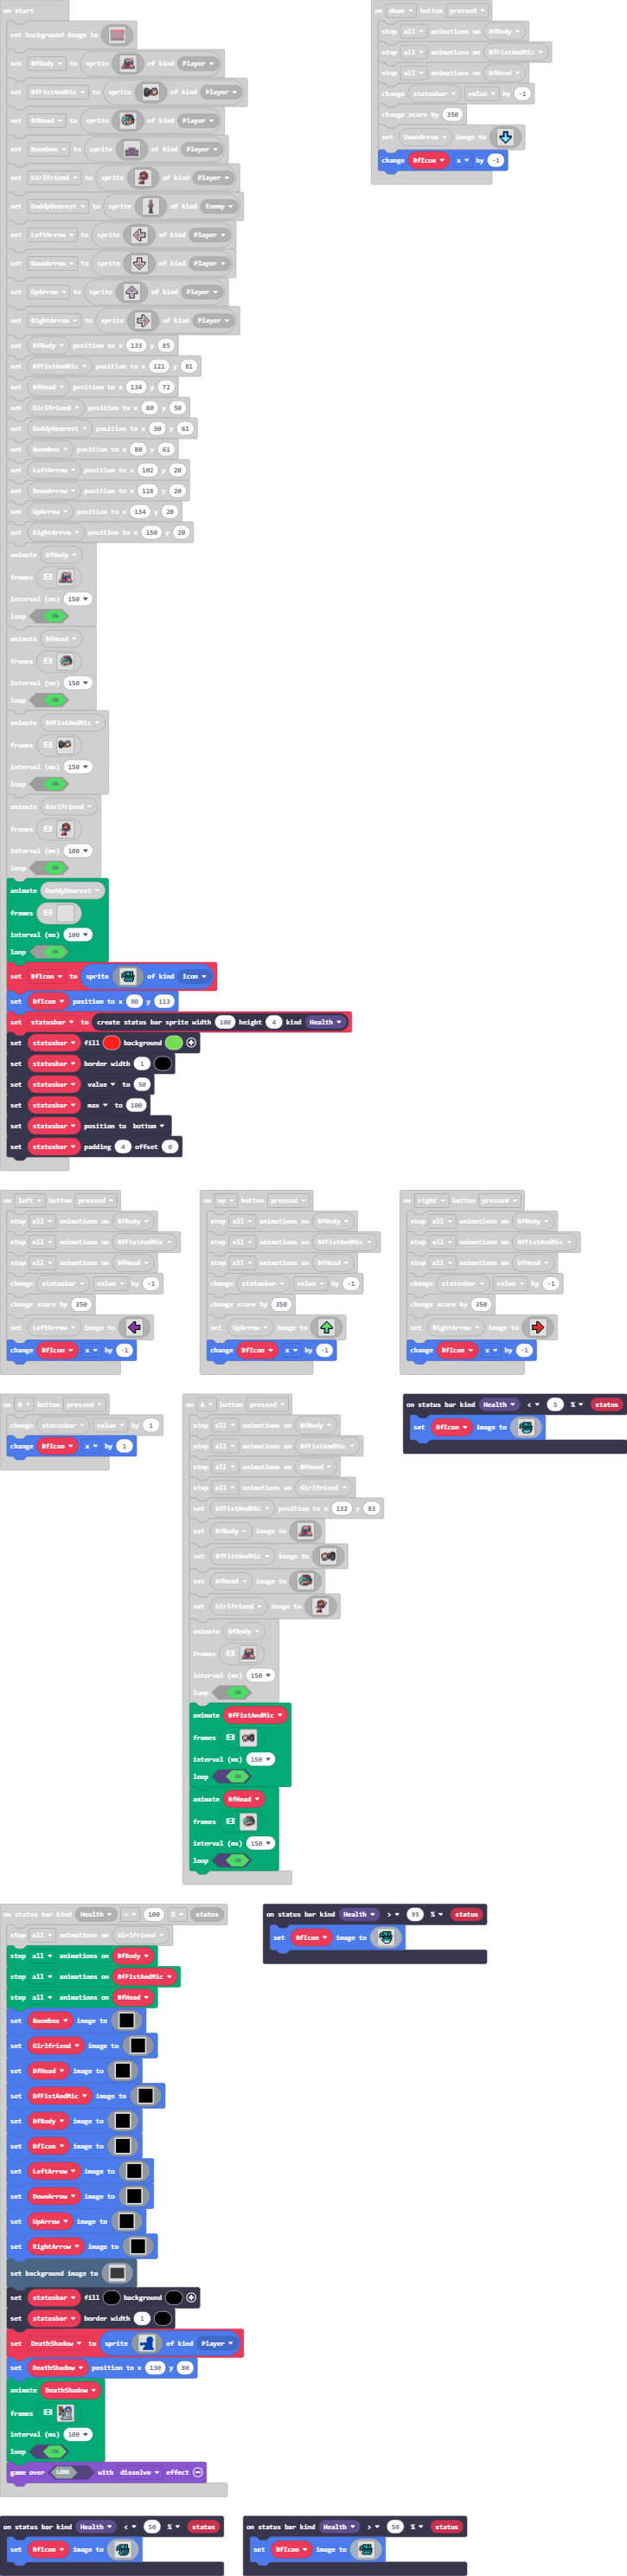 on start
set background image to
set BfBody to sprite of kind Player
set BfFistAndMic to sprite of kind Player
set BfHead to sprite of kind Player
set Boombox to sprite of kind Player
set Girlfriend to sprite of kind Player
set DaddyDearest to sprite of kind Enemy
set LeftArrow to sprite of kind Player
set DownArrow to sprite of kind Player
set UpArrow to sprite of kind Player
set RightArrow to sprite of kind Player
set BfBody position to x 133 y 85
set BfFistAndMic position to x 121 y 81
set BfHead position to x 134 y 72
set Girlfriend position to x 80 y 50
set DaddyDearest position to x 30 y 61
set Boombox position to x 80 y 61
set LeftArrow position to x 102 y 20
set DownArrow position to x 118 y 20
set UpArrow position to x 134 y 20
set RightArrow position to x 150 y 20
animate BfBody
frames
interval (ms) 150
loop ON
animate BfHead
frames
interval (ms) 150
loop ON
animate BfFistAndMic
frames
interval (ms) 150
loop ON
animate Girlfriend
frames
interval (ms) 100
loop ON
animate DaddyDearest
frames
interval (ms) 100
loop ON
set BfIcon to sprite of kind Icon
set BfIcon position to x 80 y 113
set statusbar to create status bar sprite width 100 height 4 kind Health
set statusbar fill background
set statusbar border width 1
set statusbar value to 50
set statusbar max to 100
set statusbar position to bottom
set statusbar padding 4 offset 0
on down button pressed
stop all animations on BfBody
stop all animations on BfFistAndMic
stop all animations on BfHead
change statusbar value by -1
change score by 350
set DownArrow image to
change BfIcon x by -1
on left button pressed
stop all animations on BfBody
stop all animations on BfFistAndMic
stop all animations on BfHead
change statusbar value by -1
change score by 350
set LeftArrow image to
change BfIcon x by -1
on up button pressed
stop all animations on BfBody
stop all animations on BfFistAndMic
stop all animations on BfHead
change statusbar value by -1
change score by 350
set UpArrow image to
change BfIcon x by -1
on right button pressed
stop all animations on BfBody
stop all animations on BfFistAndMic
stop all animations on BfHead
change statusbar value by -1
change score by 350
set RightArrow image to
change BfIcon x by -1
on B button pressed
change statusbar value by 1
change BfIcon x by 1
on A button pressed
stop all animations on BfBody
stop all animations on BfFistAndMic
stop all animations on BfHead
stop all animations on Girlfriend
set BfFistAndMic position to x 132 y 83
set BfBody image to
set BfFistAndMic image to
set BfHead image to
set Girlfriend image to
animate BfBody
frames
interval (ms) 150
loop ON
animate BfFistAndMic
frames
interval (ms) 150
loop ON
animate BfHead
frames
interval (ms) 150
loop ON
on status bar kind Health < 5 % status
set BfIcon image to
on status bar kind Health = 100 % status
stop all animations on Girlfriend
stop all animations on BfBody
stop all animations on BfFistAndMic
stop all animations on BfHead
set Boombox image to
set Girlfriend image to
set BfHead image to
set BfFistAndMic image to
set BfBody image to
set BfIcon image to
set LeftArrow image to
set DownArrow image to
set UpArrow image to
set RightArrow image to
set background image to
set statusbar fill background
set statusbar border width 1
set DeathShadow to sprite of kind Player
set DeathShadow position to x 130 y 80
animate DeathShadow
frames
interval (ms) 100
loop ON
game over LOSE with dissolve effect
on status bar kind Health > 95 % status
set BfIcon image to
on status bar kind Health < 50 % status
set BfIcon image to
on status bar kind Health > 50 % status
set BfIcon image to